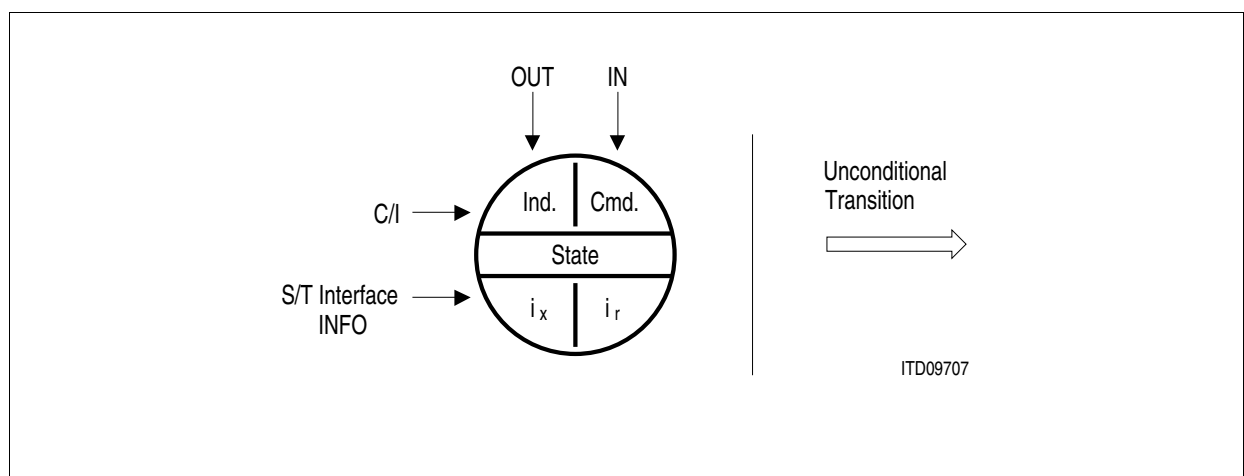 OUT IN
Ind. Cmd.
C/I
State
S/T Interface
INFO
i x i r
Unconditional
Transition
ITD09707